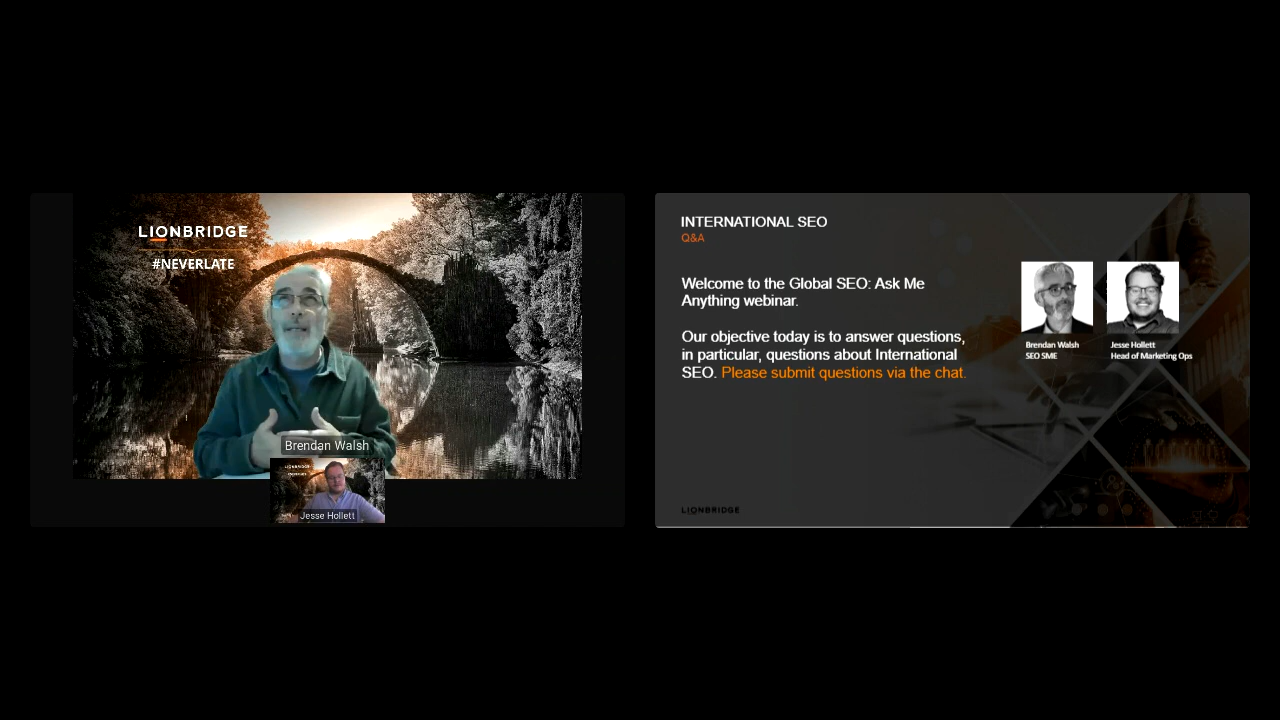 LIONBRIDGE
#NEVERLATE
Brendan Walsh
LIONBRIDGE
Jesse Hollett
INTERNATIONAL SEO
Q&A
Welcome to the Global SEO: Ask Me
Anything webinar.
Our objective today is to answer questions,
in particular, questions about International
SEO. Please submit questions via the chat.
Brendan Walsh
SEO SME
Jesse Hollett
Head of Marketing Ops
LIONBRIDGE